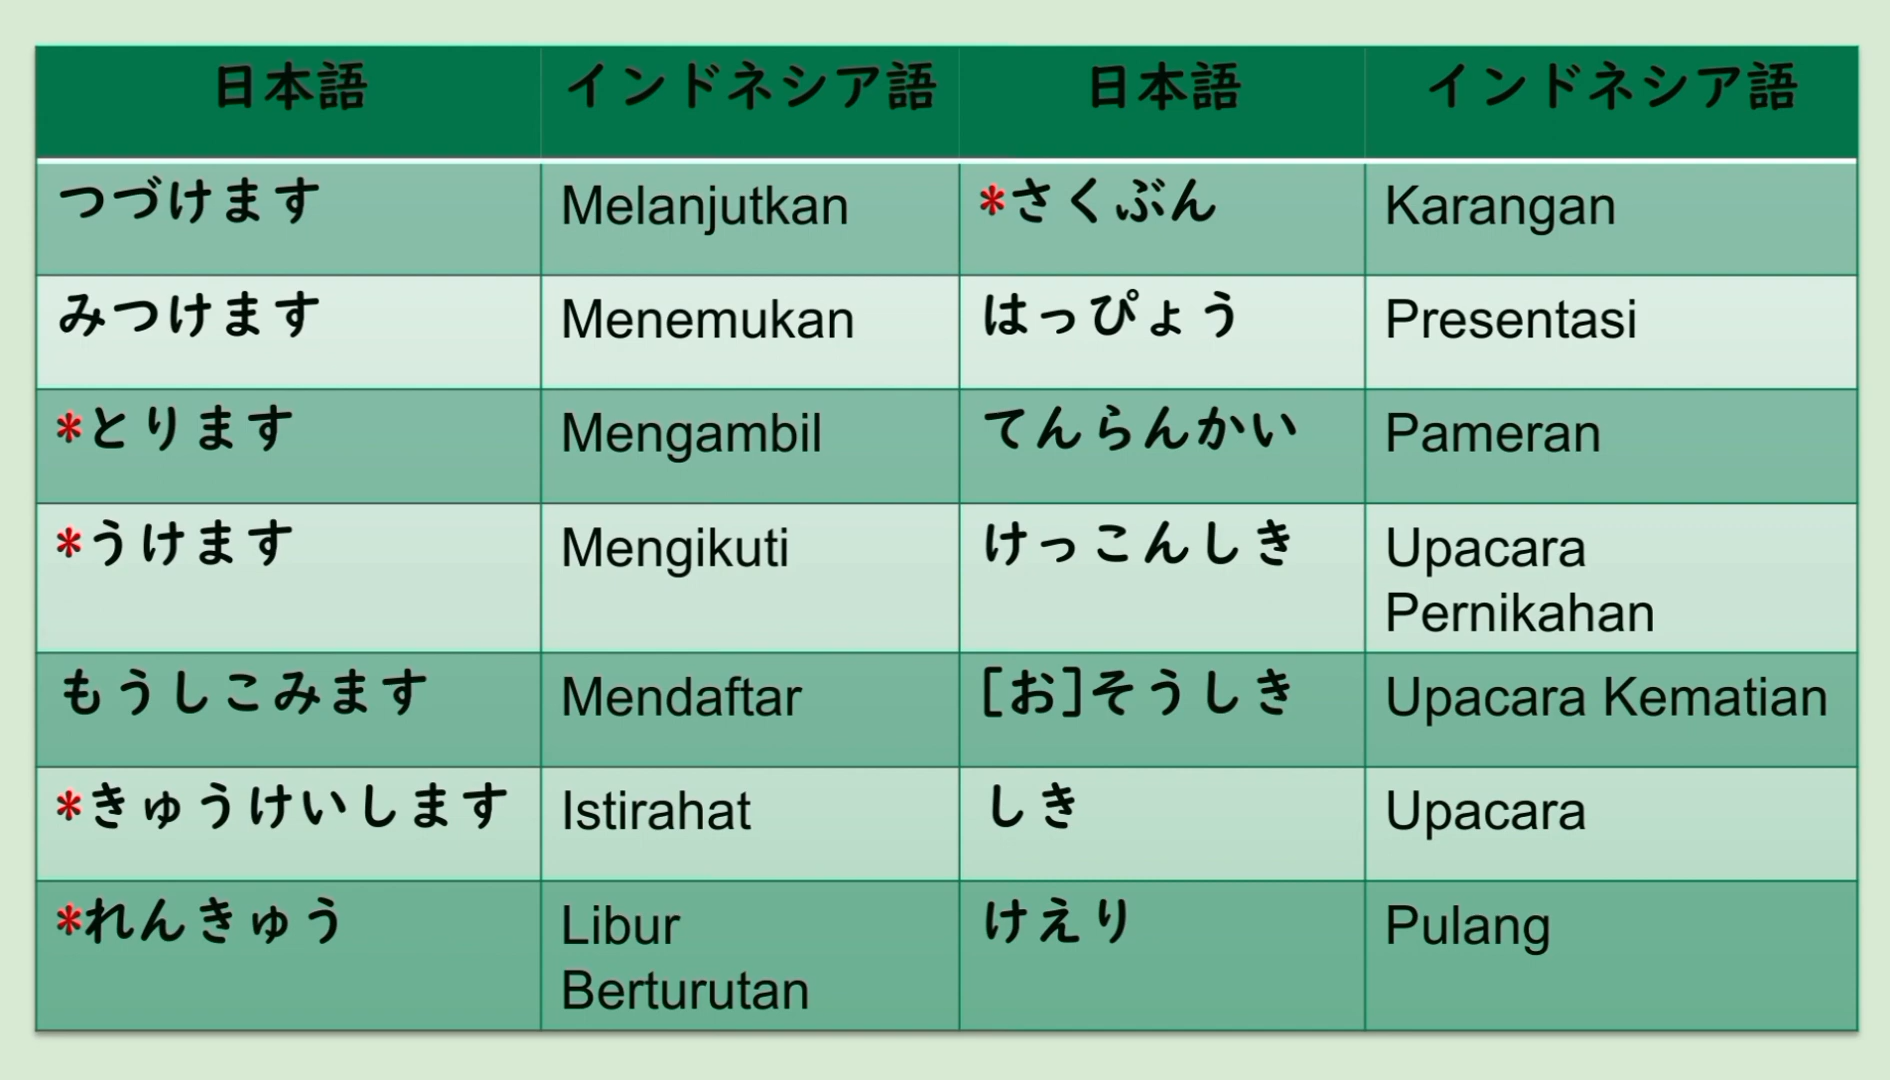 日本語 インドネシア語 日本語 インドネシア語
つづけます Melanjutkan *さくぶん Karangan
みつけます Menemukan はっぴょう Presentasi
*とります Mengambil てんらんかい Pameran
*うけます Mengikuti けっこんしき Upacara
Pernikahan
もうしこみます Mendaftar [お]そうしき Upacara Kematian
*きゅうけいします Istirahat しき Upacara
*れんきゅう Libur けえり Pulang
Berturutan